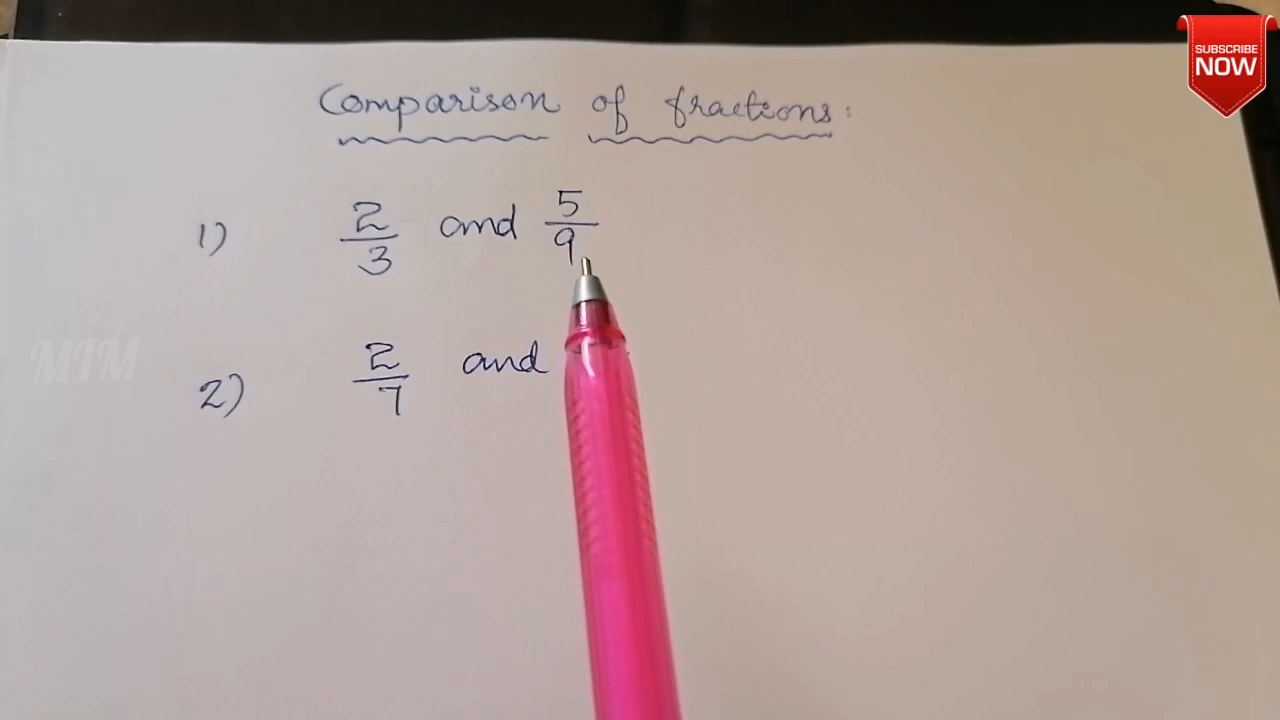 SUBSCRIBE
NOW
Comparison of fractions:
1) 2/3 and 5/9
MIM
2) 2/7 and